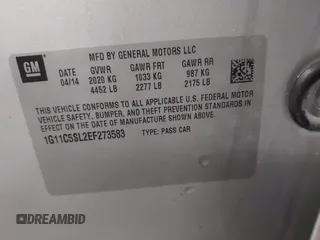 MFD BY GENERAL MOTORS LLC
GM
DATE GVWR GAWR FRT GAWR RR
04/14 2020 KG 1033 KG 987 KG
4452 LB 2277 LB 2175 LB
THIS VEHICLE CONFORMS TO ALL APPLICABLE U.S. FEDERAL MOTOR
VEHICLE SAFETY, BUMPER, AND THEFT PREVENTION STANDARDS
IN EFFECT ON THE DATE OF MANUFACTURE SHOWN ABOVE.
1G11C5SL2EF273583 TYPE: PASS CAR
DREAMBID